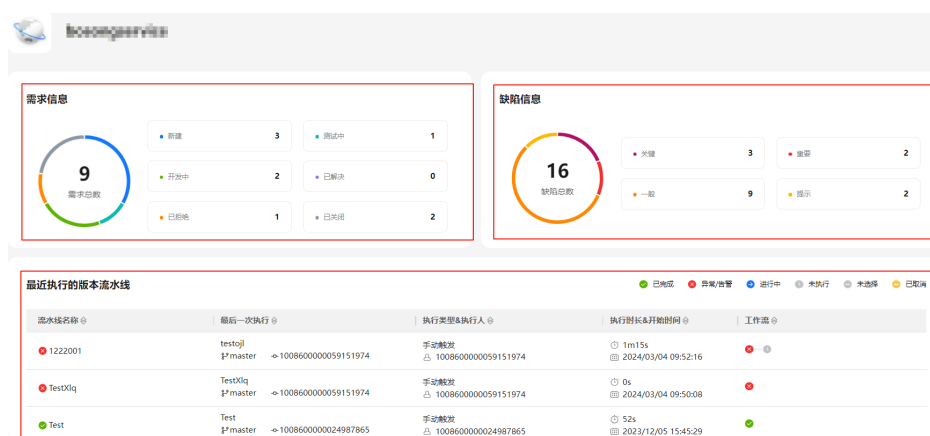 需求信息
9
需求总数
新建 3
测试中 1
开发中 2
已解决 0
已拒绝 1
已关闭 2
缺陷信息
16
缺陷总数
关键 3
重要 2
一般 9
提示 2
最近执行的版本流水线
已完成 异常/告警 进行中 未执行 未选择 已取消
流水线名称 最后一次执行 执行类型&执行人 执行时长&开始时间 工作流
1222001
testojl
master 1008600000059151974
手动触发
1008600000059151974
1m15s
2024/03/04 09:52:16
TestXlq
TestXlq
master 1008600000059151974
手动触发
1008600000059151974
0s
2024/03/04 09:50:08
Test
Test
master 1008600000024987865
手动触发
1008600000024987865
52s
2023/12/05 15:45:29